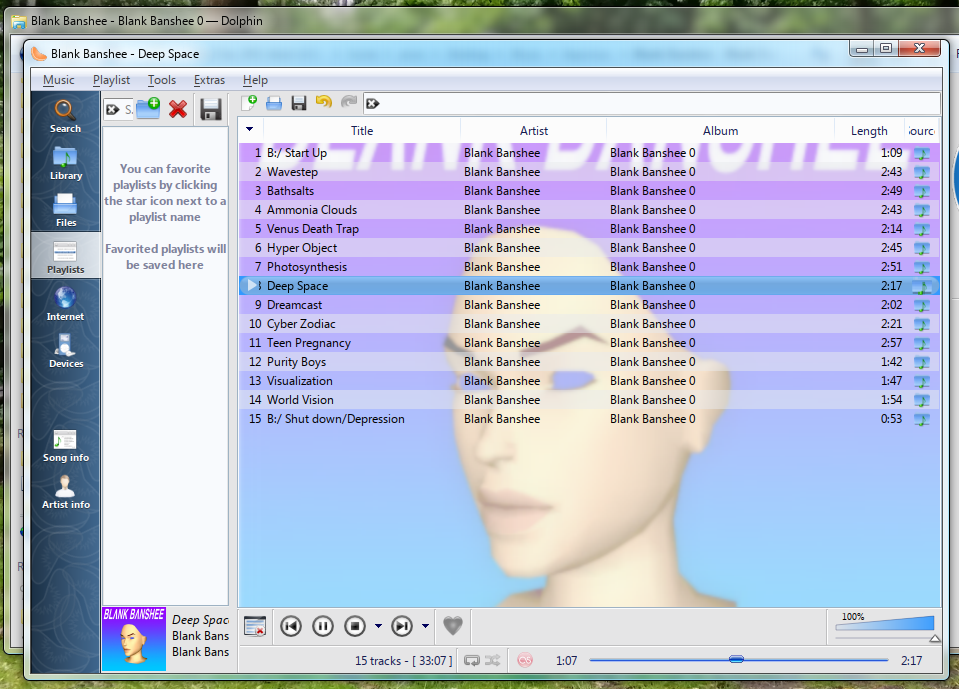 Blank Banshee - Blank Banshee 0 — Dolphin
Blank Banshee - Deep Space
Music Playlist Tools Extras Help
Search
Library
Files
Playlists
Internet
Devices
Song info
Artist info
S
You can favorite
playlists by clicking
the star icon next to a
playlist name
Favorited playlists will
be saved here
Title Artist Album Length ourc
BLANK BANSHEE
1 B:/ Start Up Blank Banshee Blank Banshee 0 1:09
2 Wavestep Blank Banshee Blank Banshee 0 2:43
3 Bathsalts Blank Banshee Blank Banshee 0 2:49
4 Ammonia Clouds Blank Banshee Blank Banshee 0 2:43
5 Venus Death Trap Blank Banshee Blank Banshee 0 2:14
6 Hyper Object Blank Banshee Blank Banshee 0 2:45
7 Photosynthesis Blank Banshee Blank Banshee 0 2:51
Deep Space Blank Banshee Blank Banshee 0 2:17
9 Dreamcast Blank Banshee Blank Banshee 0 2:02
10 Cyber Zodiac Blank Banshee Blank Banshee 0 2:21
11 Teen Pregnancy Blank Banshee Blank Banshee 0 2:57
12 Purity Boys Blank Banshee Blank Banshee 0 1:42
13 Visualization Blank Banshee Blank Banshee 0 1:47
14 World Vision Blank Banshee Blank Banshee 0 1:54
15 B:/ Shut down/Depression Blank Banshee Blank Banshee 0 0:53
BLANK BANSHEE
Deep Spac
Blank Bans
Blank Bans
100%
15 tracks - [ 33:07 ] 1:07 2:17